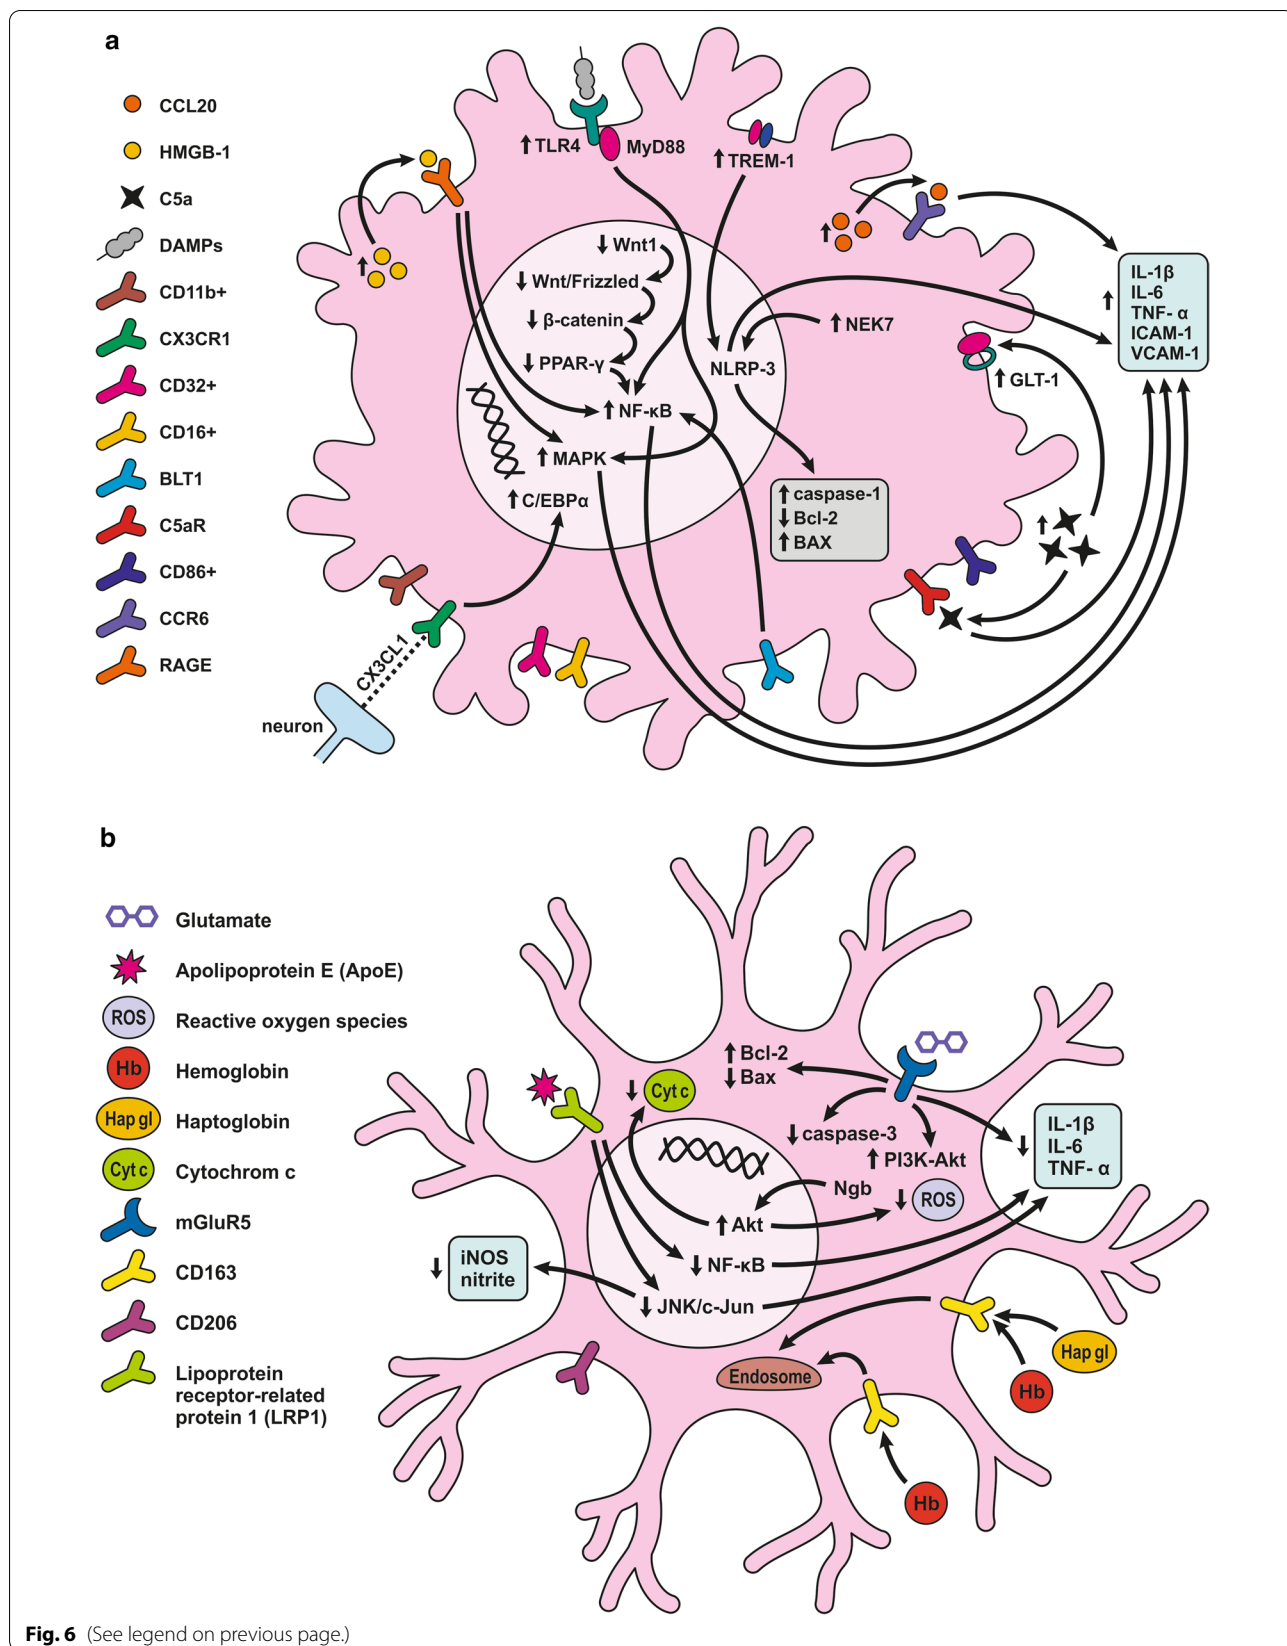 a
CCL20
HMGB-1
C5a
DAMPs
CD11b+
CX3CR1
CD32+
CD16+
BLT1
C5aR
CD86+
CCR6
RAGE
TLR4
MyD88
TREM-1
Wnt1
Wnt/Frizzled
β-catenin
PPAR-γ
NF-κB
MAPK
C/EBPα
NLRP-3
NEK7
GLT-1
caspase-1
Bcl-2
BAX
IL-1β
IL-6
TNF- α
ICAM-1
VCAM-1
CX3CL1
neuron
b
Glutamate
Apolipoprotein E (ApoE)
ROS
Reactive oxygen species
Hb
Hemoglobin
Hap gl
Haptoglobin
Cyt c
Cytochrom c
mGluR5
CD163
CD206
Lipoprotein
receptor-related
protein 1 (LRP1)
Bcl-2
Bax
Cyt c
caspase-3
PI3K-Akt
IL-1β
IL-6
TNF- α
Ngb
ROS
Akt
NF-κB
JNK/c-Jun
iNOS
nitrite
Endosome
Hap gl
Hb
Hb
Fig. 6 (See legend on previous page.)